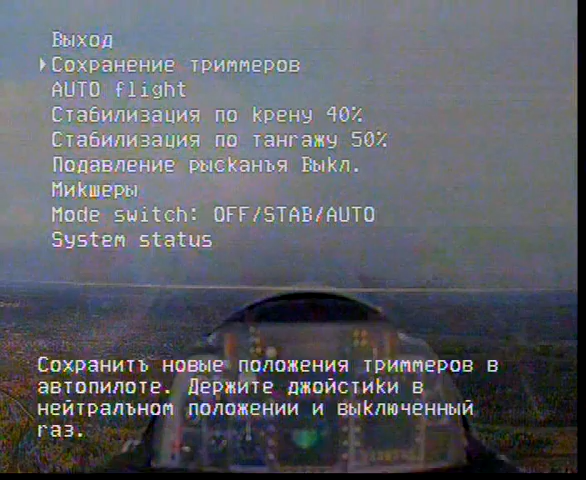 Выход
Сохранение триммеров
AUTO flight
Стабилизация по крену 40%
Стабилизация по тангажу 50%
Подавление рысканья Выкл.
Микшеры
Mode switch: OFF/STAB/AUTO
System status
Сохранить новые положения триммеров в
автопилоте. Держите джойстики в
нейтральном положении и выключенный
газ.